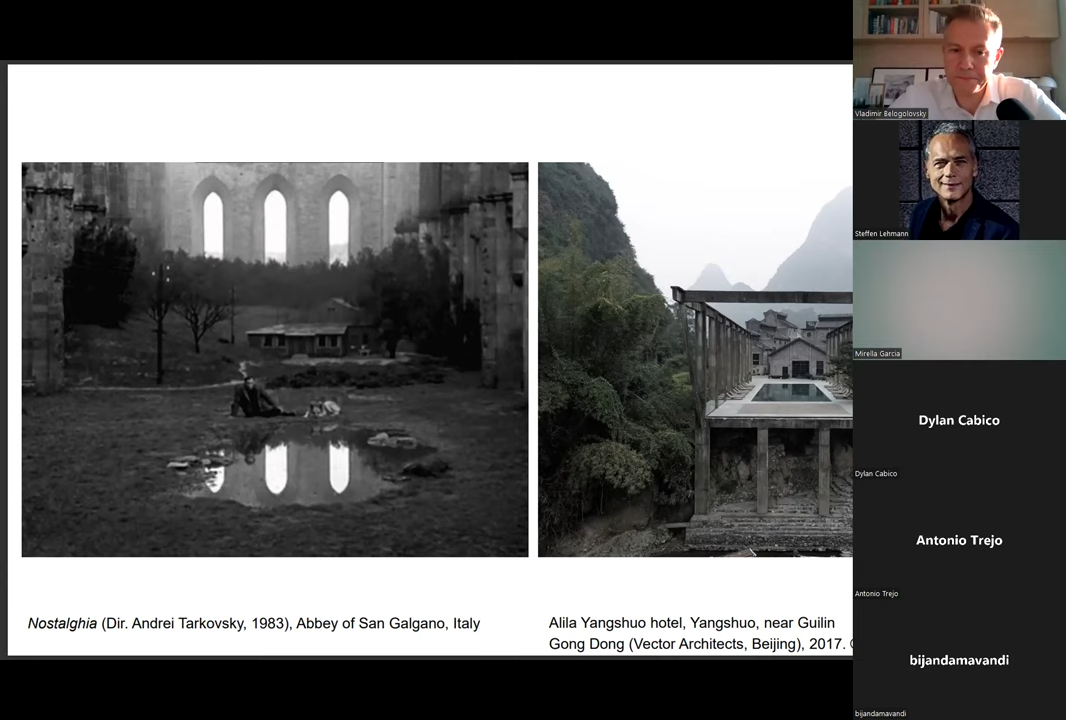 Nostalghia (Dir. Andrei Tarkovsky, 1983), Abbey of San Galgano, Italy
Alila Yangshuo hotel, Yangshuo, near Guilin
Gong Dong (Vector Architects, Beijing), 2017. ©
Vladimir Belogolovsky
Steffen Lehmann
Mirella Garcia
Dylan Cabico
Dylan Cabico
Antonio Trejo
Antonio Trejo
bijandamavandi
bijandamavandi